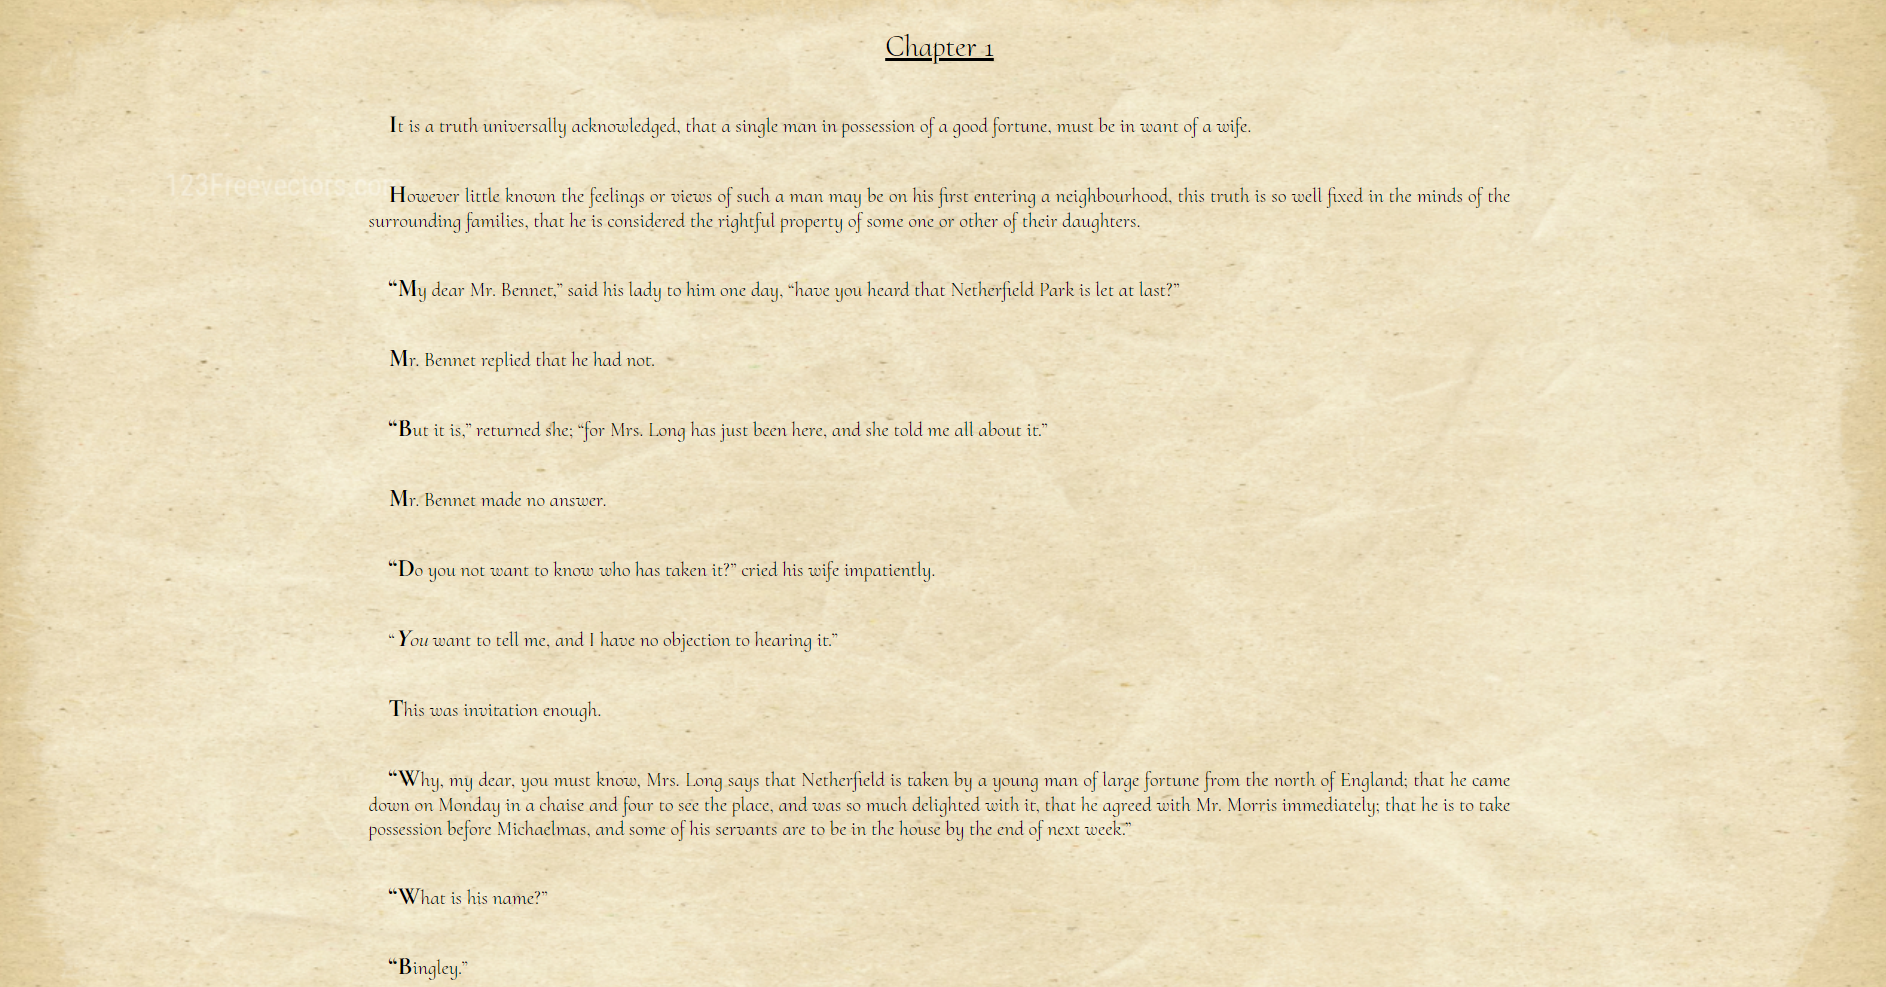 Chapter 1
It is a truth universally acknowledged, that a single man in possession of a good fortune, must be in want of a wife.
123Freevectors.com
However little known the feelings or views of such a man may be on his first entering a neighbourhood, this truth is so well fixed in the minds of the
surrounding families, that he is considered the rightful property of some one or other of their daughters.
“My dear Mr. Bennet,” said his lady to him one day, “have you heard that Netherfield Park is let at last?”
Mr. Bennet replied that he had not.
“But it is,” returned she; “for Mrs. Long has just been here, and she told me all about it.”
Mr. Bennet made no answer.
“Do you not want to know who has taken it?” cried his wife impatiently.
“You want to tell me, and I have no objection to hearing it.”
This was invitation enough.
“Why, my dear, you must know, Mrs. Long says that Netherfield is taken by a young man of large fortune from the north of England; that he came
down on Monday in a chaise and four to see the place, and was so much delighted with it, that he agreed with Mr. Morris immediately; that he is to take
possession before Michaelmas, and some of his servants are to be in the house by the end of next week.”
“What is his name?”
“Bingley.”